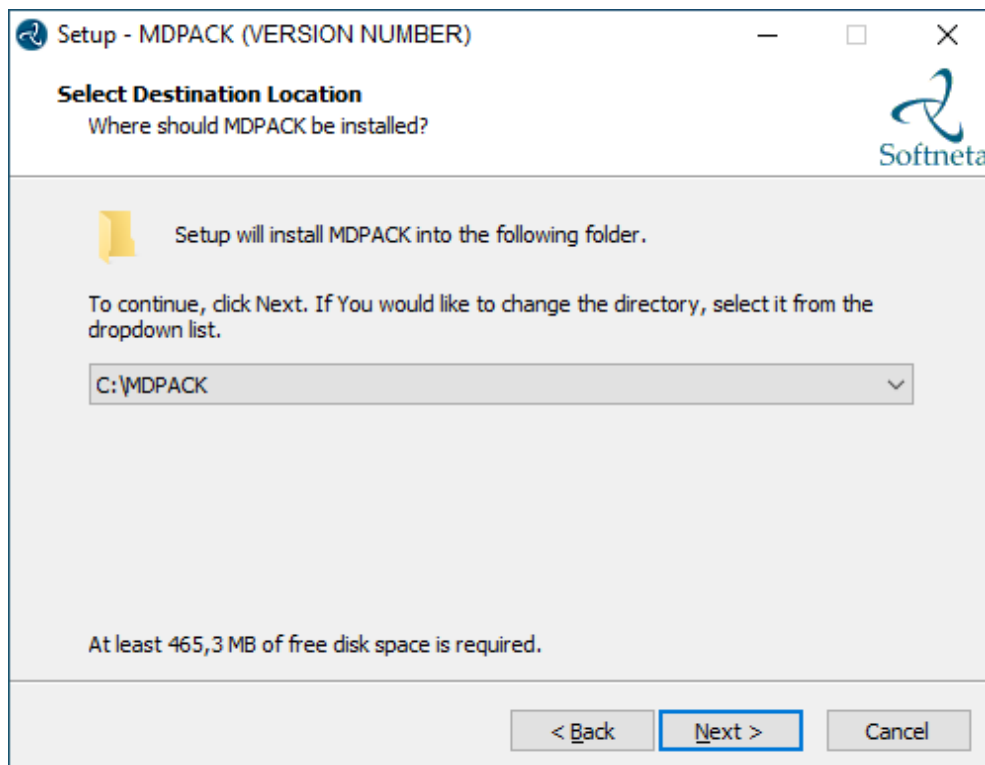 Setup - MDPACK (VERSION NUMBER)
Select Destination Location
Where should MDPACK be installed?
Softneta
Setup will install MDPACK into the following folder.
To continue, click Next. If You would like to change the directory, select it from the
dropdown list.
C:\MDPACK
At least 465,3 MB of free disk space is required.
< Back
Next >
Cancel